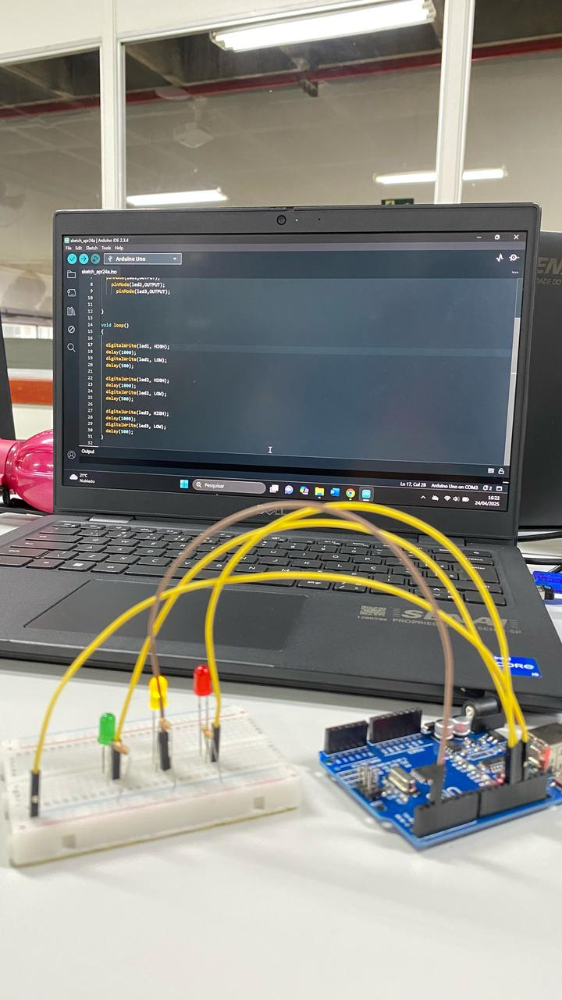 sketch_apr24a | Arduino IDE 2.3.4
File Edit Sketch Tools Help
Arduino Uno
sketch_apr24a.ino
7 pinMode(led1,OUTPUT);
8 pinMode(led2,OUTPUT);
9 pinMode(led3,OUTPUT);
10
11
12 }
13
14 void loop()
15 {
16
17 digitalWrite(led1, HIGH);
18 delay(1000);
19 digitalWrite(led1, LOW);
20 delay(500);
21
22 digitalWrite(led2, HIGH);
23 delay(1000);
24 digitalWrite(led2, LOW);
25 delay(500);
26
27 digitalWrite(led3, HIGH);
28 delay(1000);
29 digitalWrite(led3, LOW);
30 delay(500);
31 }
32
Output
Ln 17, Col 28 Arduino Uno on COM3 2
21°C
Nublado
Pesquisar
16:22
24/04/2025
DELL
SENAI
CORE
i5